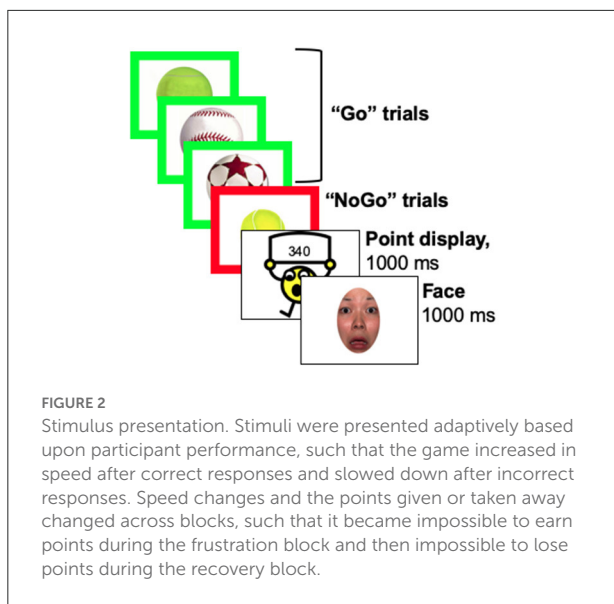 "Go" trials
"NoGo" trials
340
Point display,
1000 ms
Face
1000 ms
FIGURE 2
Stimulus presentation. Stimuli were presented adaptively based
upon participant performance, such that the game increased in
speed after correct responses and slowed down after incorrect
responses. Speed changes and the points given or taken away
changed across blocks, such that it became impossible to earn
points during the frustration block and then impossible to lose
points during the recovery block.